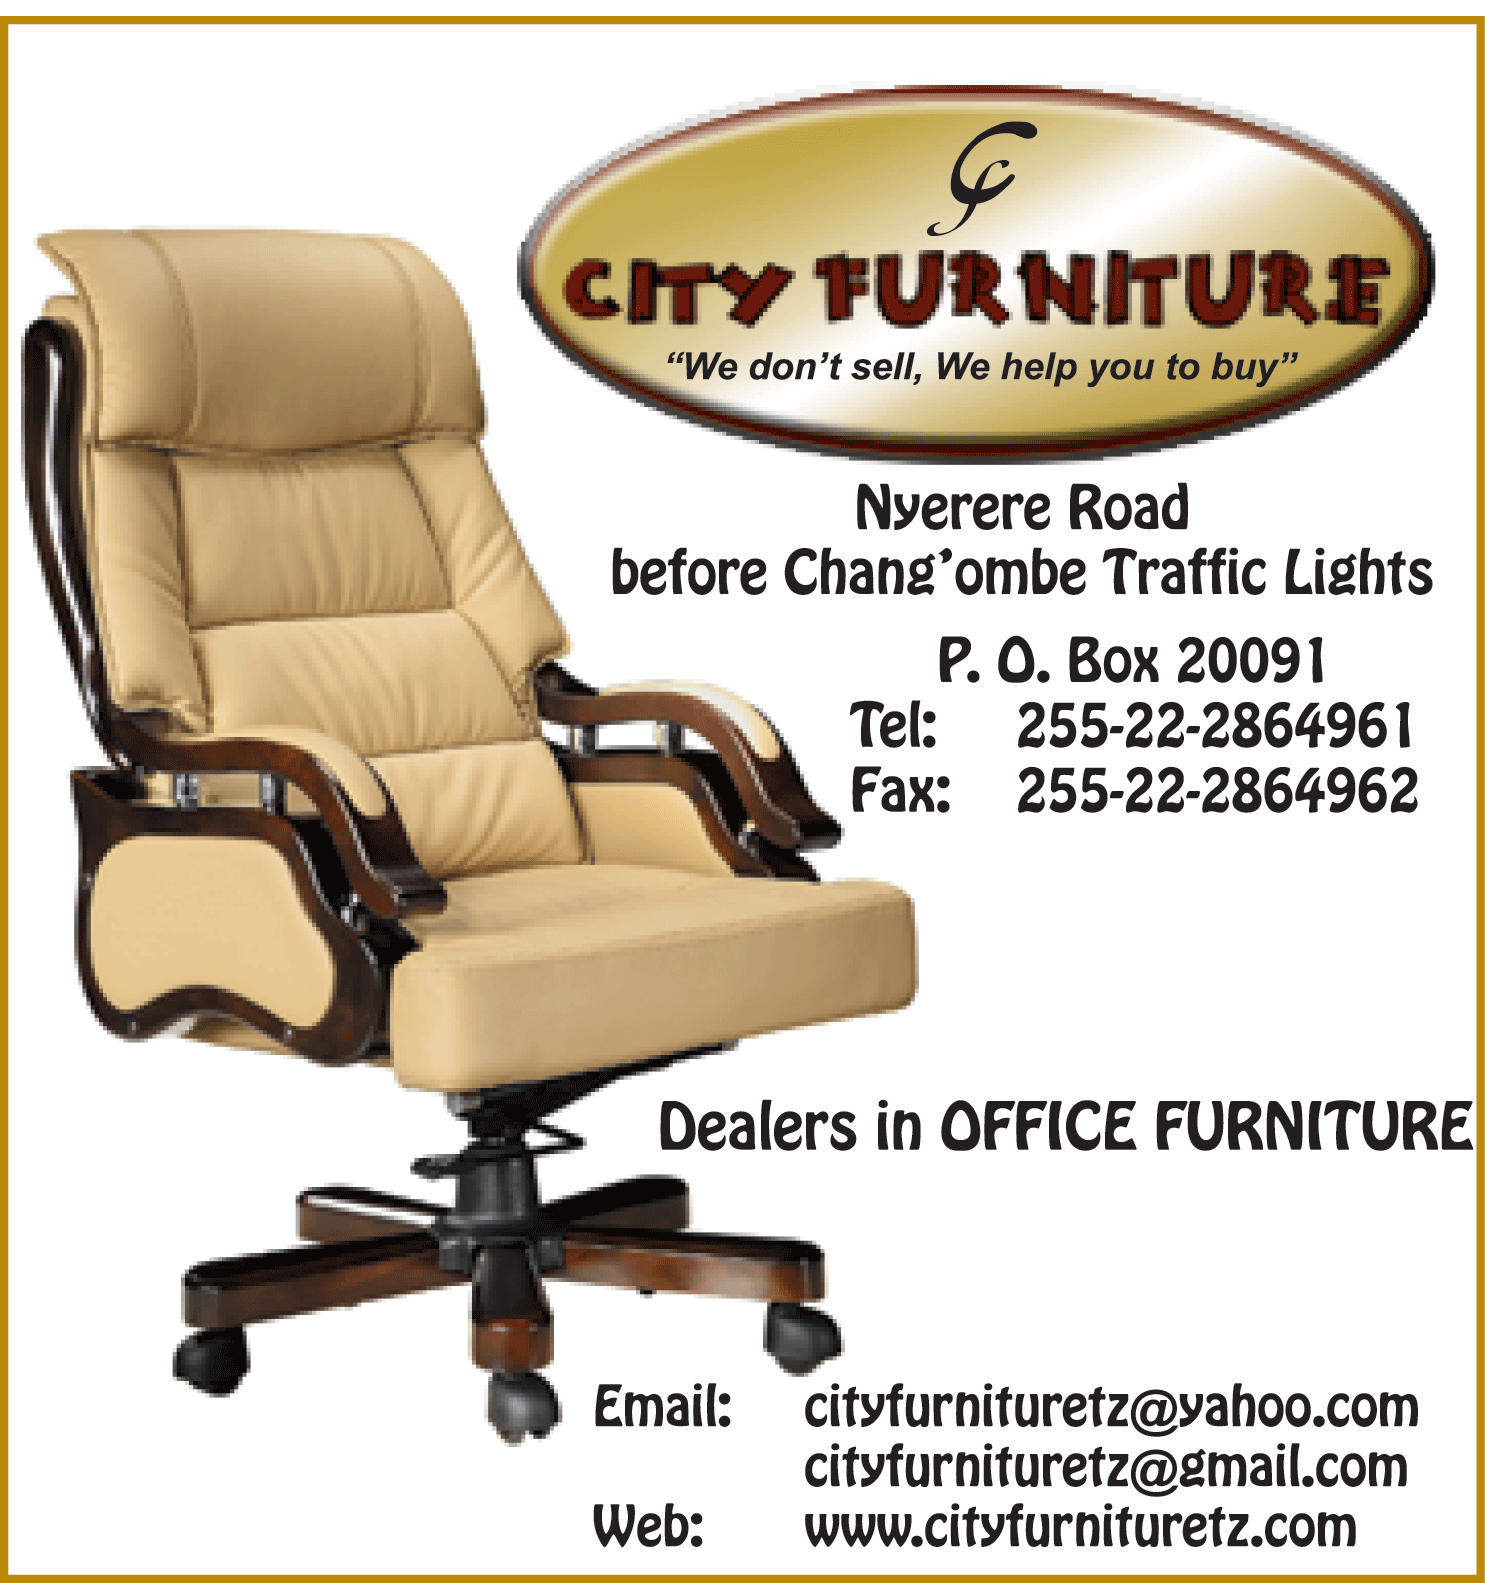 CITY FURNITURE
“We don’t sell, We help you to buy”
Nyerere Road
before Chang’ombe Traffic Lights
P. O. Box 20091
Tel: 255-22-2864961
Fax: 255-22-2864962
Dealers in OFFICE FURNITURE
Email: cityfurnituretz@yahoo.com
cityfurnituretz@gmail.com
Web: www.cityfurnituretz.com